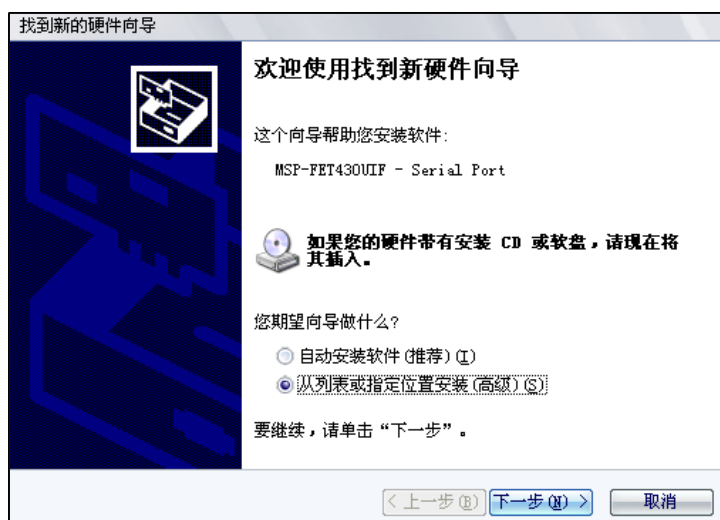 找到新的硬件向导
欢迎使用找到新硬件向导
这个向导帮助您安装软件:
MSP-FET430UIF - Serial Port
如果您的硬件带有安装 CD 或软盘，请现在将
其插入。
您期望向导做什么?
自动安装软件(推荐)(I)
从列表或指定位置安装(高级)(S)
要继续，请单击“下一步”。
< 上一步(B) 下一步(N) > 取消